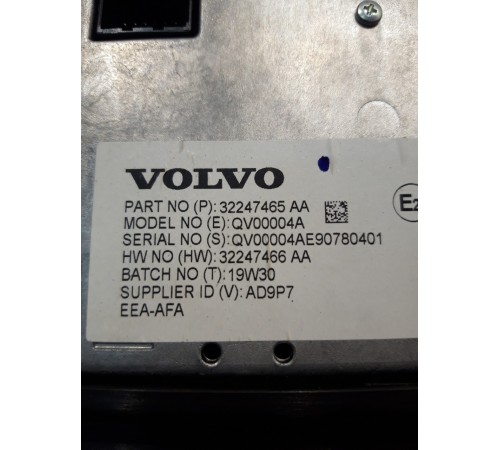 VOLVO
PART NO (P): 32247465 AA
MODEL NO (E): QV00004A
SERIAL NO (S): QV00004AE90780401
HW NO (HW): 32247466 AA
BATCH NO (T): 19W30
SUPPLIER ID (V): AD9P7
EEA-AFA
E2